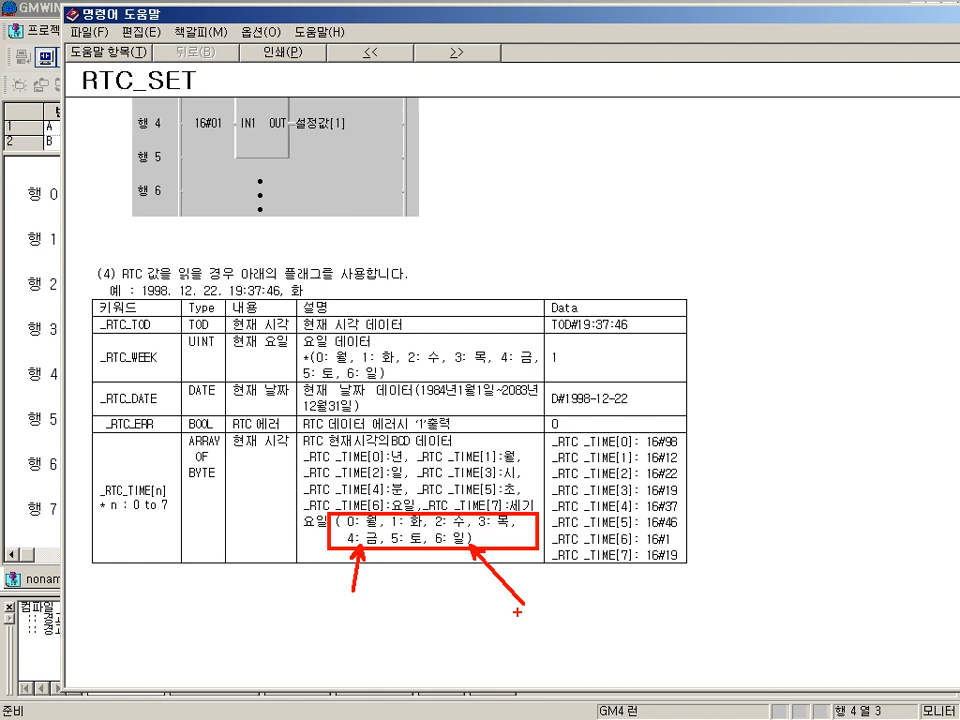 GMWIN
명령어 도움말
프로젝
파일(F) 편집(E) 책갈피(M) 옵션(O) 도움말(H)
도움말 항목(T) 뒤로(B) 인쇄(P) << >>
RTC_SET
1 A
2 B
행 0
행 1
행 2
행 3
행 4
행 5
행 6
행 7
행 4 16#01 IN1 OUT 설정값[1]
행 5
행 6
(4) RTC 값을 읽을 경우 아래의 플래그를 사용합니다.
예 : 1998. 12. 22. 19:37:46, 화
키워드 Type 내용 설명 Data
_RTC_TOD TOD 현재 시각 현재 시각 데이터 TOD#19:37:46
_RTC_WEEK UINT 현재 요일 요일 데이터
*(0: 월, 1: 화, 2: 수, 3: 목, 4: 금,
5: 토, 6: 일) 1
_RTC_DATE DATE 현재 날짜 현재 날짜 데이터(1984년1월1일~2083년
12월31일) D#1998-12-22
_RTC_ERR BOOL RTC 에러 RTC 데이터 에러시 '1'출력 0
_RTC_TIME[n]
* n : 0 to 7
ARRAY
OF
BYTE
현재 시각
RTC 현재시각의BCD 데이터
_RTC _TIME[0]:년, _RTC _TIME[1]:월,
_RTC _TIME[2]:일, _RTC _TIME[3]:시,
_RTC _TIME[4]:분, _RTC _TIME[5]:초,
_RTC _TIME[6]:요일,_RTC _TIME[7]:세기
요일 ( 0: 월, 1: 화, 2: 수, 3: 목,
4: 금, 5: 토, 6: 일)
_RTC _TIME[0]: 16#98
_RTC _TIME[1]: 16#12
_RTC _TIME[2]: 16#22
_RTC _TIME[3]: 16#19
_RTC _TIME[4]: 16#37
_RTC _TIME[5]: 16#46
_RTC _TIME[6]: 16#1
_RTC _TIME[7]: 16#19
nonam
컴파일
준비 GM4 런 행 4 열 3 모니터